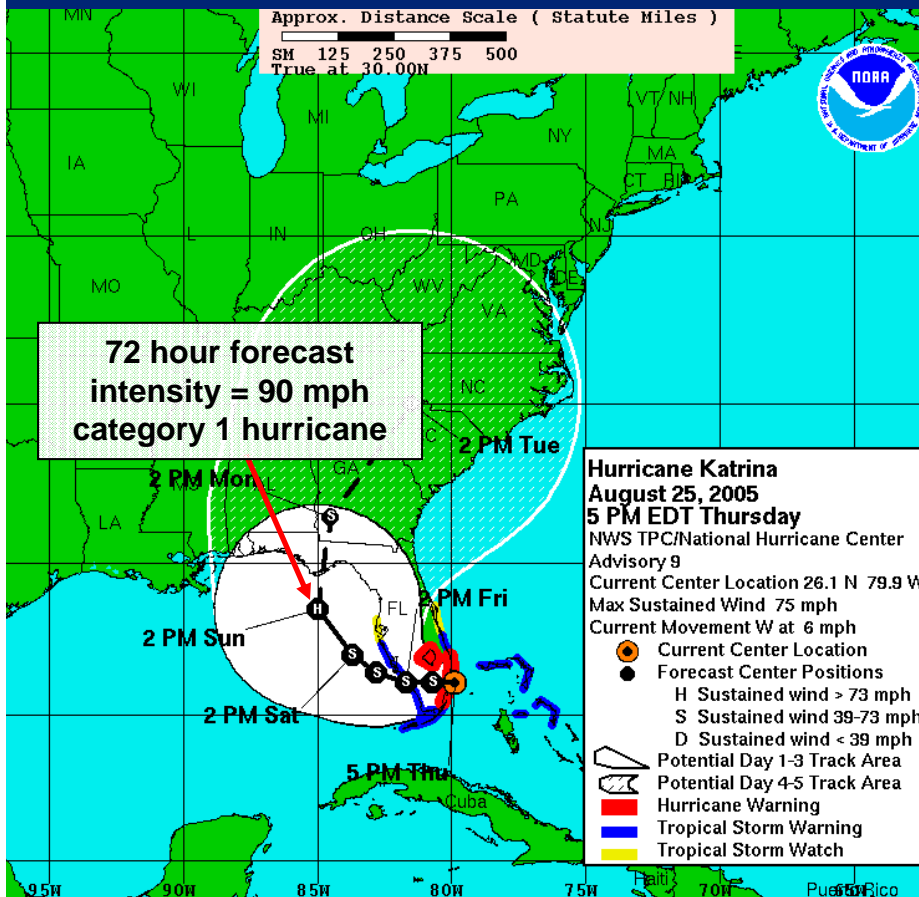 Approx. Distance Scale ( Statute Miles )
SM 125 250 375 500
True at 30.00N
MN
WI
MI
VT
NH
NY
MA
CT
IA
PA
NJ
NOAA
IN
OH
MD
DE
MO
WV
VA
72 hour forecast
intensity = 90 mph
category 1 hurricane
NC
2 PM Tue
GA
2 PM Mon
LA
FL
2 PM Fri
2 PM Sun
2 PM Sat
5 PM Thu
Cuba
Hurricane Katrina
August 25, 2005
5 PM EDT Thursday
NWS TPC/National Hurricane Center
Advisory 9
Current Center Location 26.1 N 79.9 W
Max Sustained Wind 75 mph
Current Movement W at 6 mph
Current Center Location
Forecast Center Positions
H Sustained wind > 73 mph
S Sustained wind 39-73 mph
D Sustained wind < 39 mph
Potential Day 1-3 Track Area
Potential Day 4-5 Track Area
Hurricane Warning
Tropical Storm Warning
Tropical Storm Watch
S
H
S
S
S
S
D
Haiti
95W 90W 85W 80W 75W 70W 65W
Puerto Rico